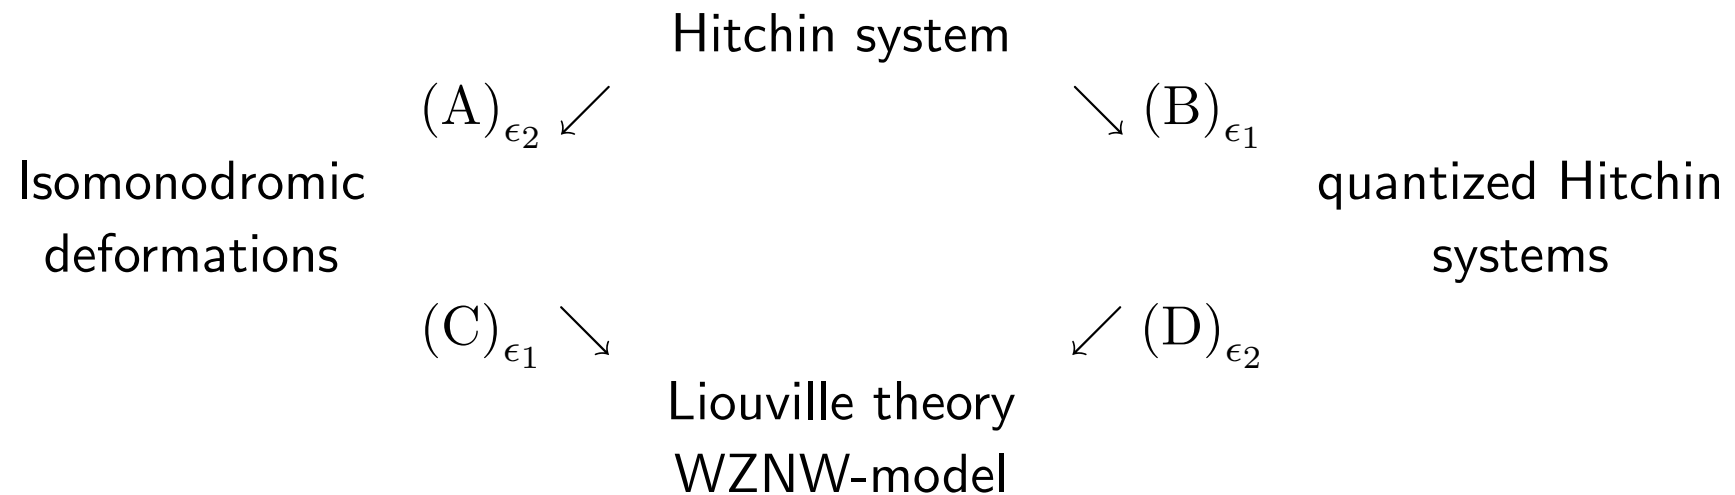 Hitchin system
(A)ϵ₂ ↙ ↘ (B)ϵ₁
Isomonodromic quantized Hitchin
deformations systems
(C)ϵ₁ ↘ ↙ (D)ϵ₂
Liouville theory
WZNW-model